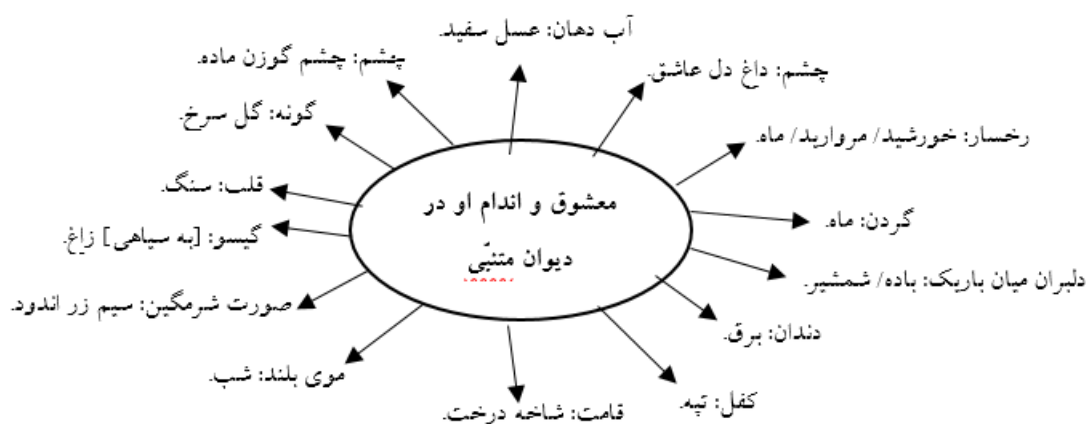 آب دهان: عسل سفید.
چشم: چشم گوزن ماده.
چشم: داغ دل عاشق.
گونه: گل سرخ.
رخسار: خورشید/ مروارید/ ماه.
قلب: سنگ.
معشوق و اندام او در
گردن: ماه.
گیسو: [به سیاهی] زاغ.
دیوان متنبّی
دلبران میان باریک: باده/ شمشیر.
صورت شرمگین: سیم زر اندود.
دندان: برق.
موی بلند: شب.
کفل: تپه.
قامت: شاخه درخت.